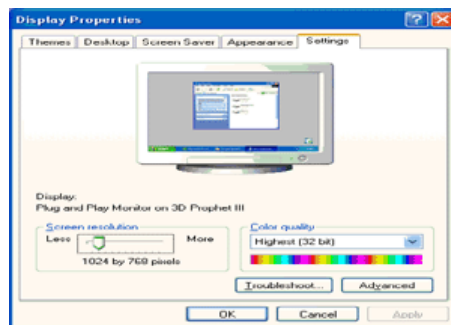 Display Properties
Themes Desktop Screen Saver Appearance Settings
Display:
Plug and Play Monitor on 3D Prophet III
Screen resolution
Less More
1024 by 768 pixels
Color quality
Highest (32 bit)
Troubleshoot... Advanced
OK Cancel Apply